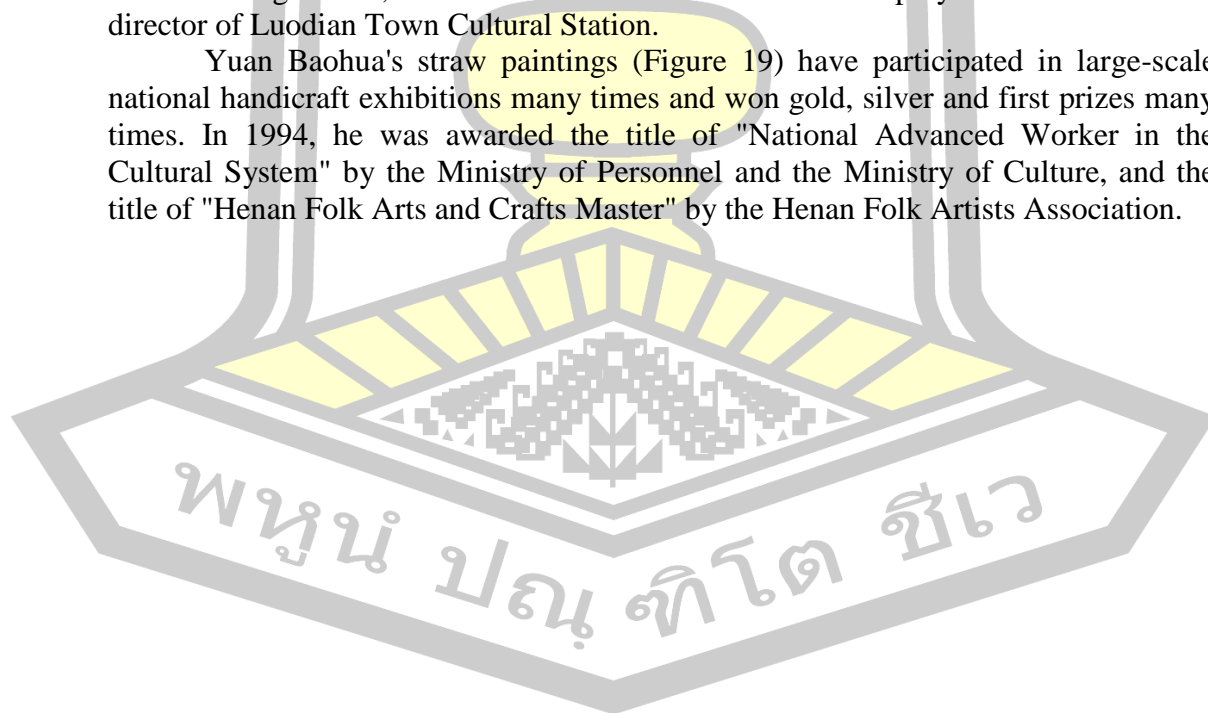 director of Luodian Town Cultural Station.
Yuan Baohua's straw paintings (Figure 19) have participated in large-scale
national handicraft exhibitions many times and won gold, silver and first prizes many
times. In 1994, he was awarded the title of "National Advanced Worker in the
Cultural System" by the Ministry of Personnel and the Ministry of Culture, and the
title of "Henan Folk Arts and Crafts Master" by the Henan Folk Artists Association.
พหูนํ ปณฺฑิโต ชีเว